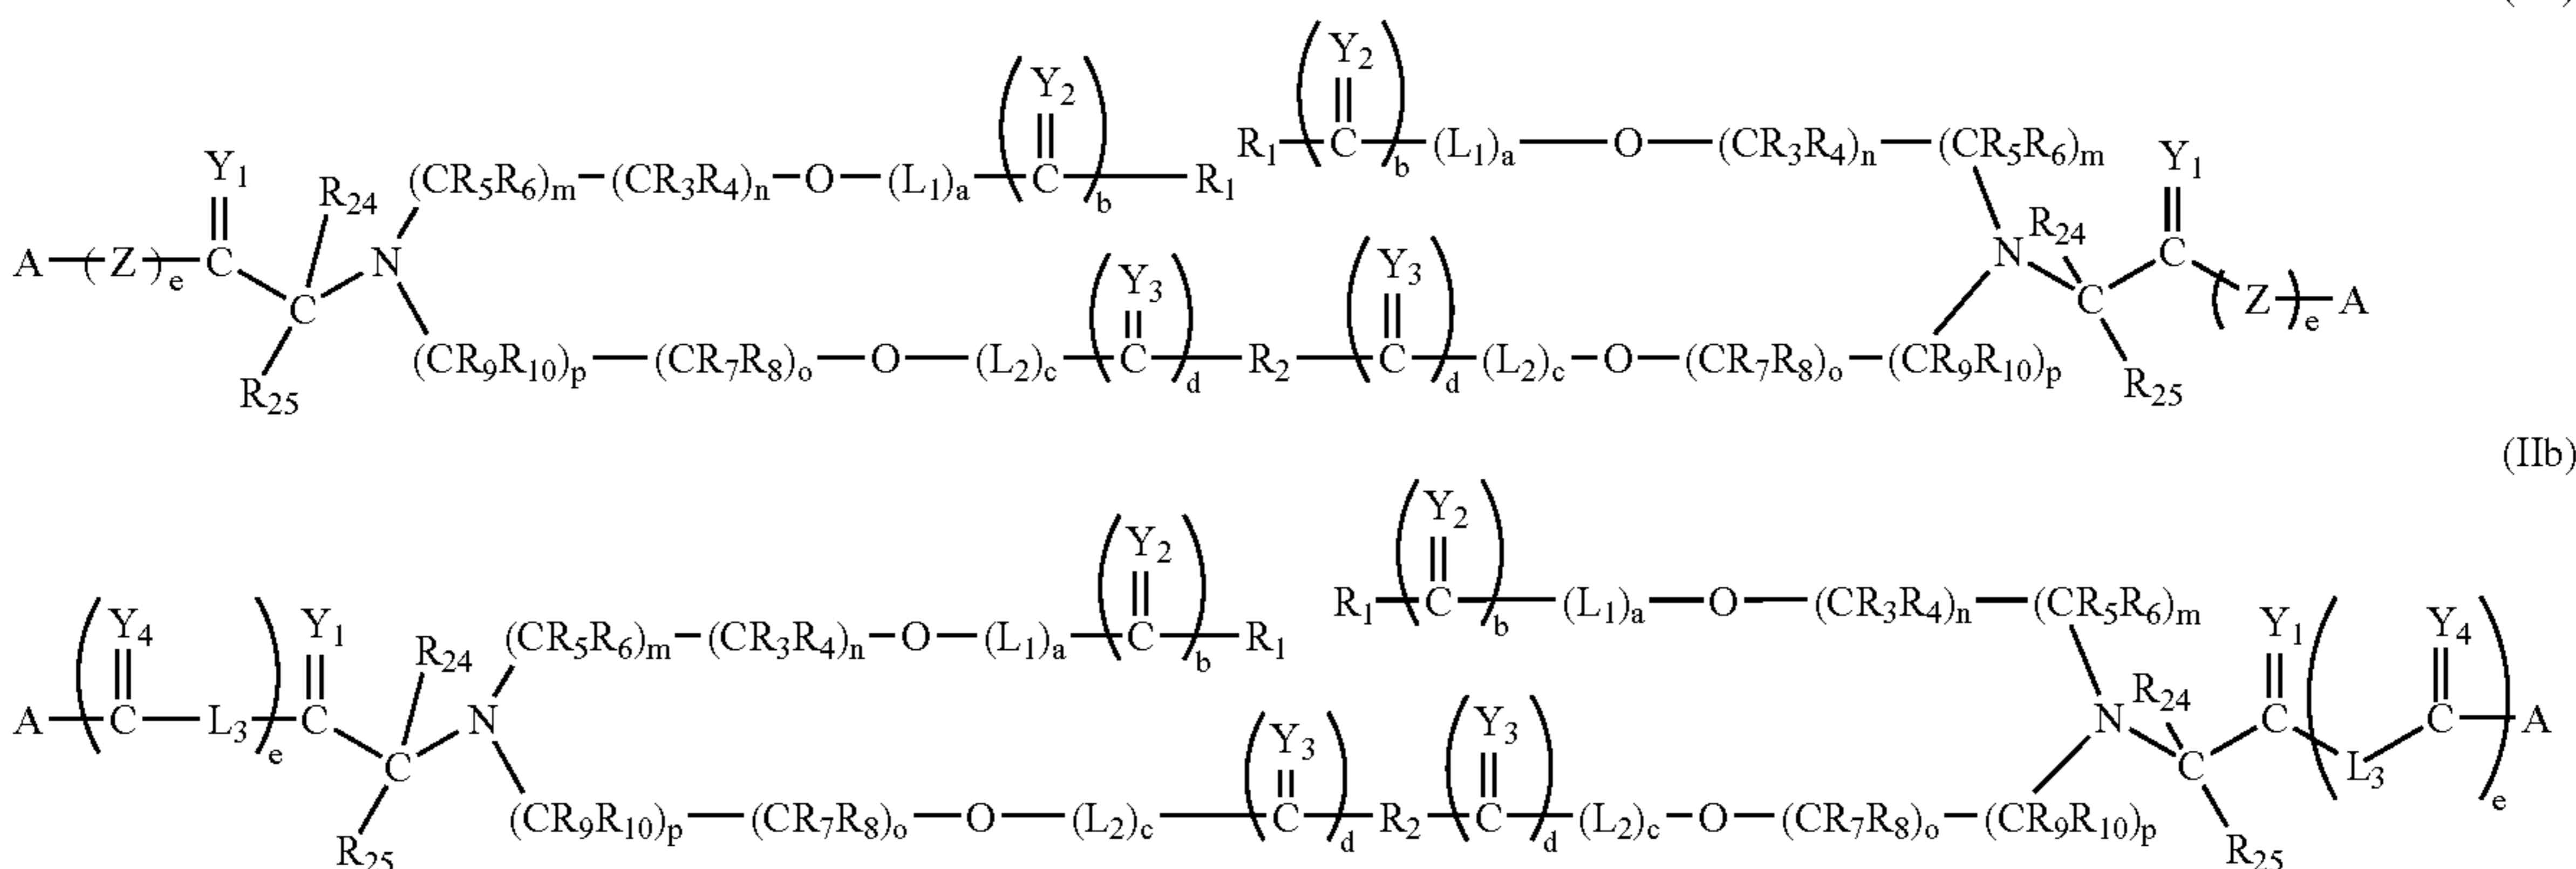 Y2 Y2
R1 ( C )b (L1)a O (CR3R4)n (CR5R6)m
Y1 R24 (CR5R6)m (CR3R4)n O (L1)a ( C )b R1 Y1
A ( Z )e C N Y3 Y3 N R24 C
C C ( Z )e A
R25 (CR9R10)p (CR7R8)o O (L2)c ( C )d R2 ( C )d (L2)c O (CR7R8)o (CR9R10)p R25
(IIb)
Y2 Y2
Y4 Y1 R24 (CR5R6)m (CR3R4)n O (L1)a ( C )b R1 R1 ( C )b (L1)a O (CR3R4)n (CR5R6)m Y1 Y4
A ( C L3 )e C N Y3 Y3 N R24 C ( L3 C )e A
C C
R25 (CR9R10)p (CR7R8)o O (L2)c ( C )d R2 ( C )d (L2)c O (CR7R8)o (CR9R10)p R25